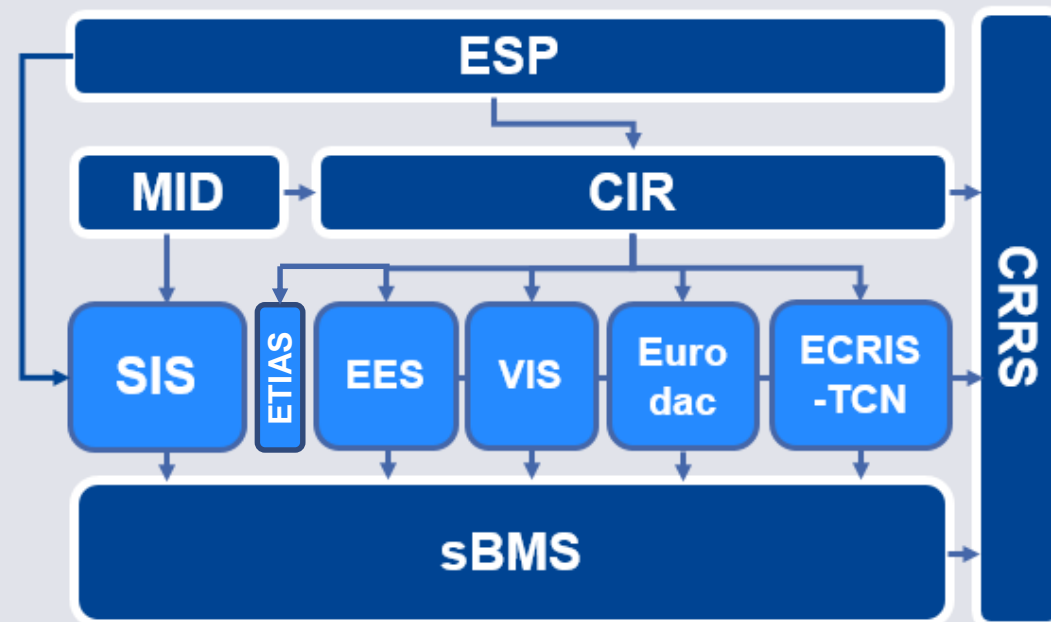 ESP
MID
CIR
CRRS
SIS
ETIAS
EES
VIS
Euro
dac
ECRIS
-TCN
sBMS